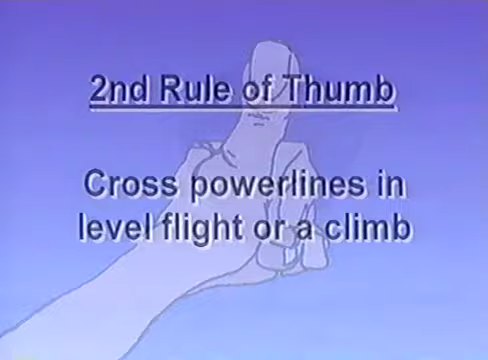 2nd Rule of Thumb
Cross powerlines in
level flight or a climb